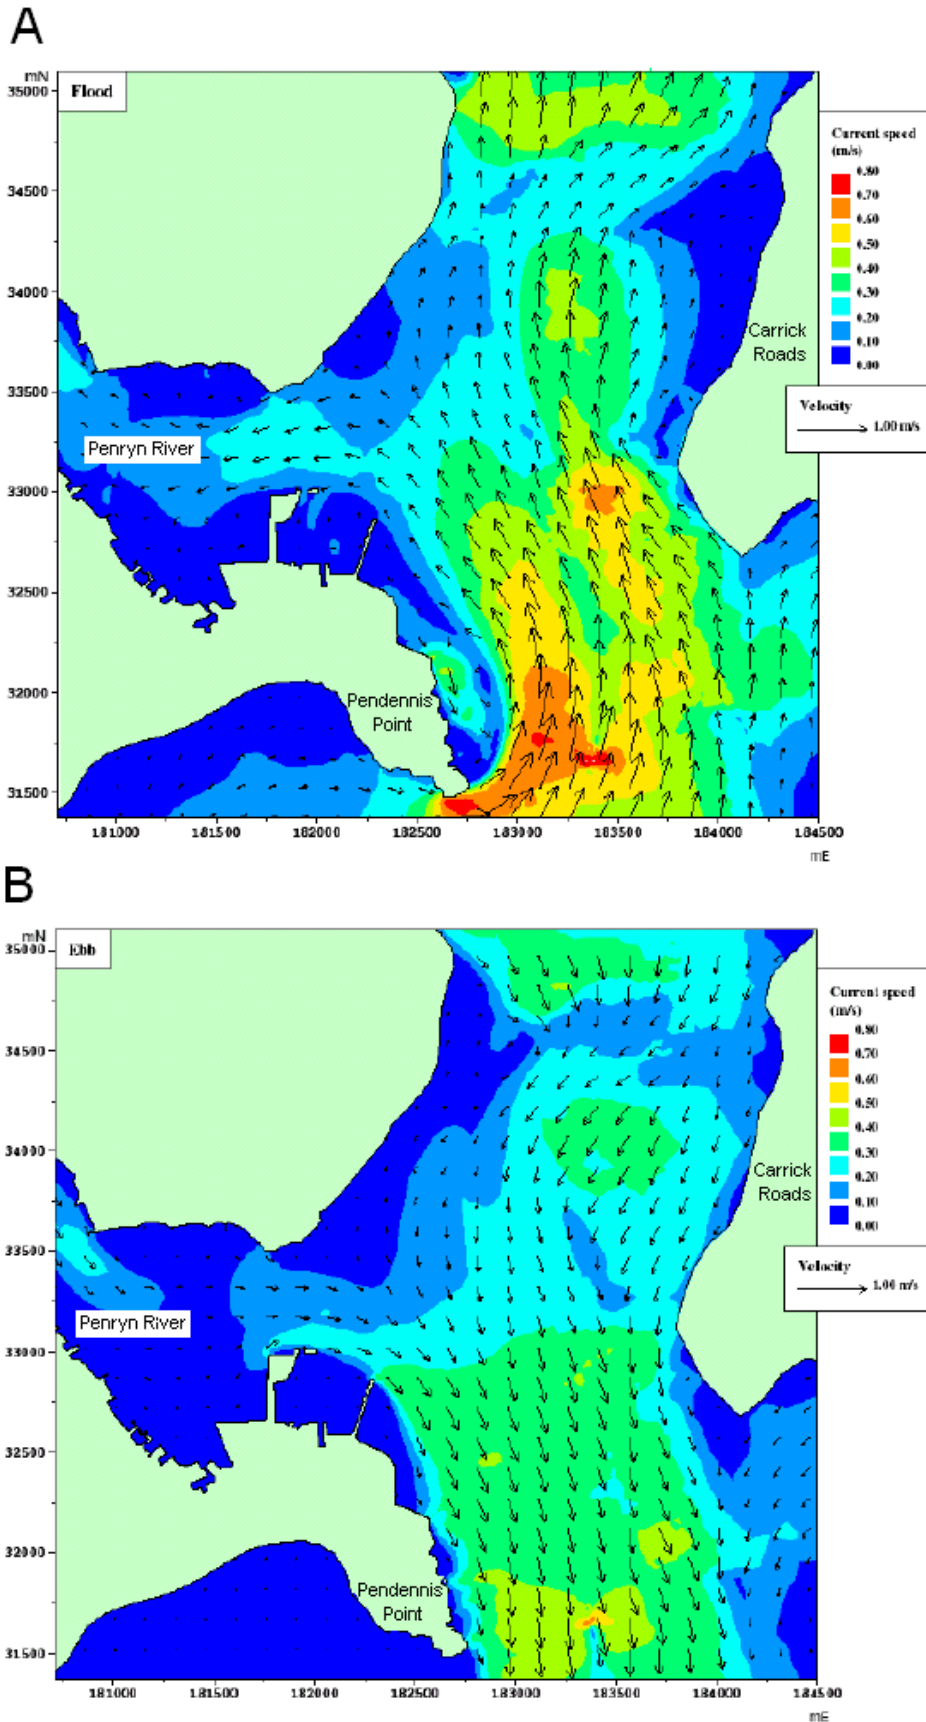 A
mN
35000
Flood
Current speed
(m/s)
0.80
0.70
0.60
0.50
0.40
0.30
0.20
0.10
0.00
34500
34000
Carrick
Roads
33500
Velocity
1.00 m/s
Penryn River
33000
32500
32000
Pendennis
Point
31500
181000 181500 182000 182500 183000 183500 184000 184500
mE
B
mN
35000
Ebb
Current speed
(m/s)
0.80
0.70
0.60
0.50
0.40
0.30
0.20
0.10
0.00
34500
34000
Carrick
Roads
33500
Velocity
1.00 m/s
Penryn River
33000
32500
32000
Pendennis
Point
31500
181000 181500 182000 182500 183000 183500 184000 184500
mE